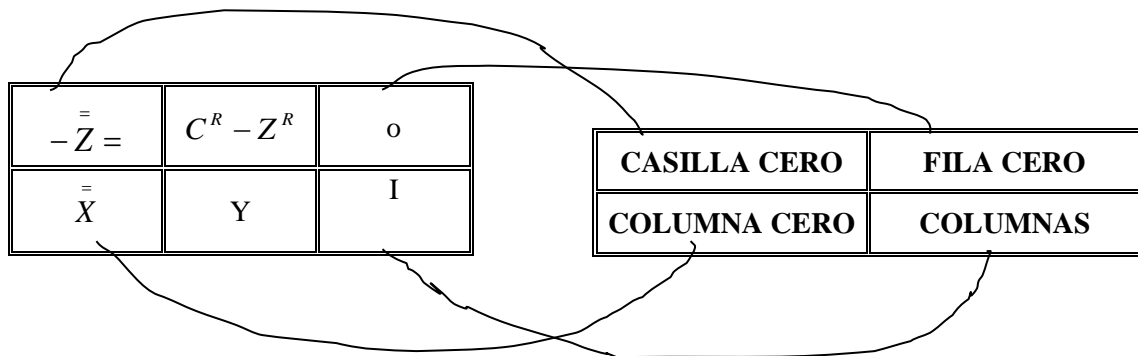 -Z̿ = C^R – Z^R o
X̿ Y I
CASILLA CERO FILA CERO
COLUMNA CERO COLUMNAS